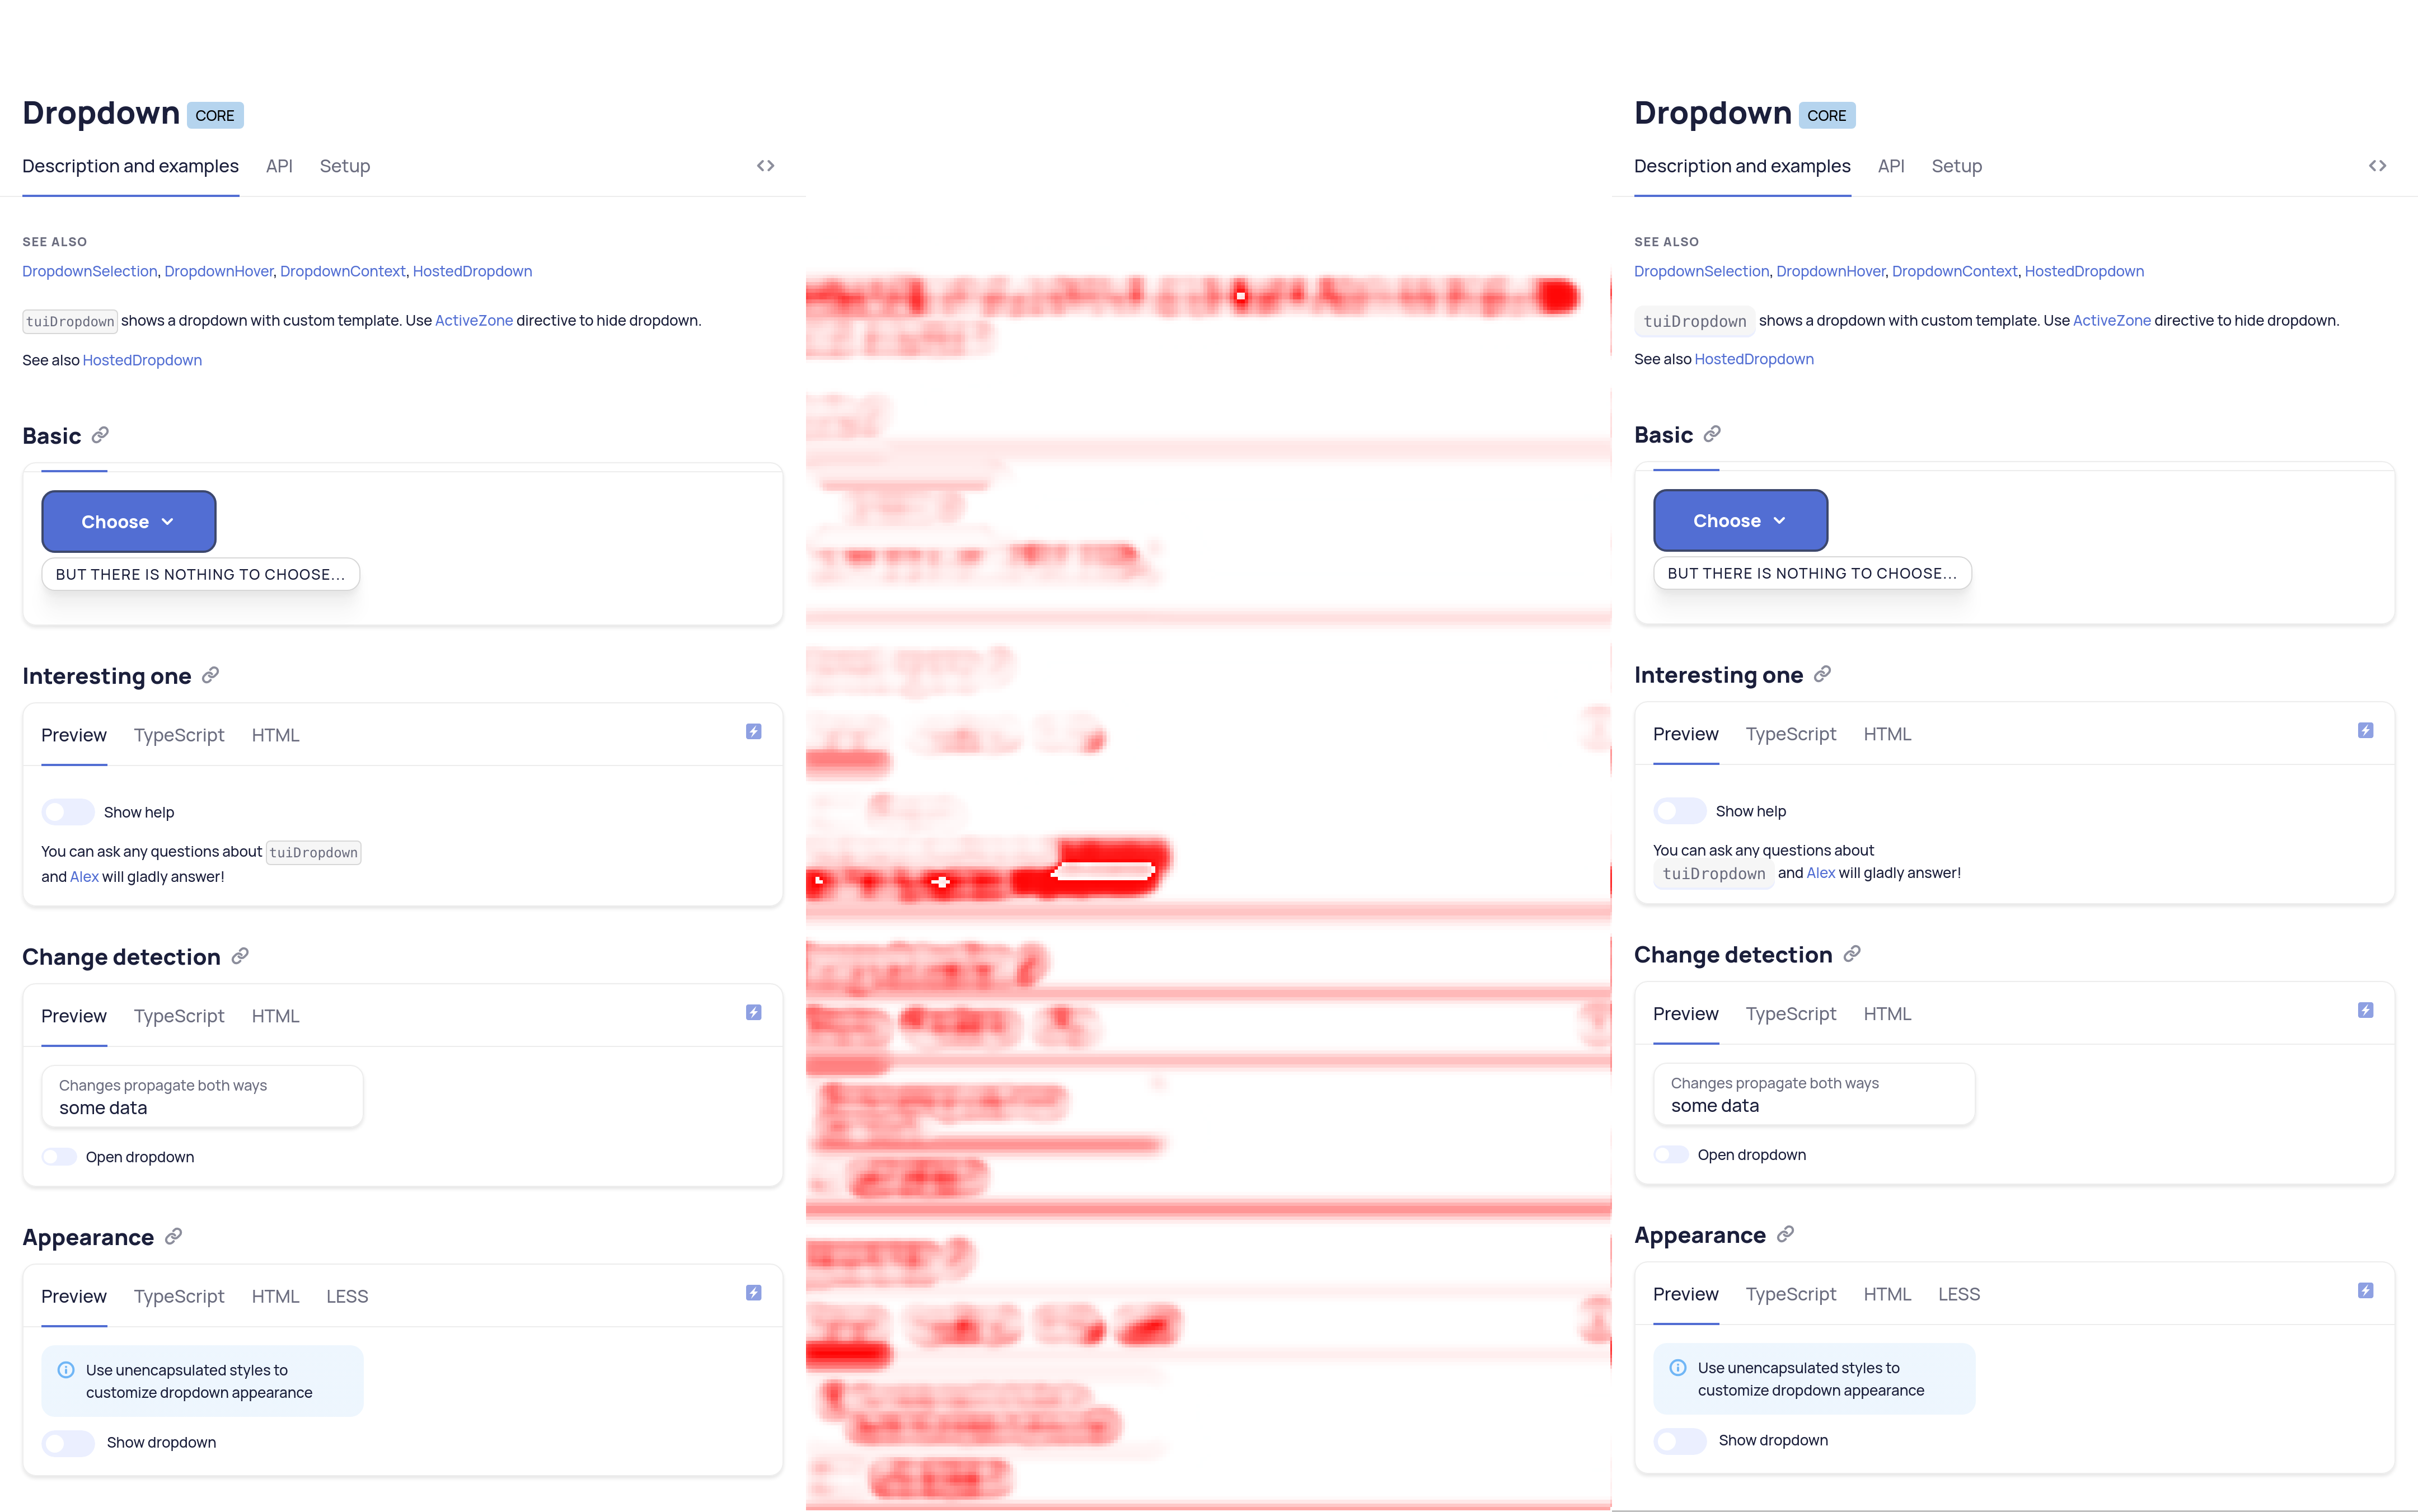 Dropdown CORE
Description and examples API Setup
SEE ALSO
DropdownSelection, DropdownHover, DropdownContext, HostedDropdown
tuiDropdown shows a dropdown with custom template. Use ActiveZone directive to hide dropdown.
See also HostedDropdown
Basic
Choose
BUT THERE IS NOTHING TO CHOOSE...
Interesting one
Preview TypeScript HTML
Show help
You can ask any questions about tuiDropdown
and Alex will gladly answer!
Change detection
Preview TypeScript HTML
Changes propagate both ways
some data
Open dropdown
Appearance
Preview TypeScript HTML LESS
Use unencapsulated styles to
customize dropdown appearance
Show dropdown
Dropdown CORE
Description and examples API Setup
SEE ALSO
DropdownSelection, DropdownHover, DropdownContext, HostedDropdown
tuiDropdown shows a dropdown with custom template. Use ActiveZone directive to hide dropdown.
See also HostedDropdown
Basic
Choose
BUT THERE IS NOTHING TO CHOOSE...
Interesting one
Preview TypeScript HTML
Show help
You can ask any questions about
tuiDropdown and Alex will gladly answer!
Change detection
Preview TypeScript HTML
Changes propagate both ways
some data
Open dropdown
Appearance
Preview TypeScript HTML LESS
Use unencapsulated styles to
customize dropdown appearance
Show dropdown